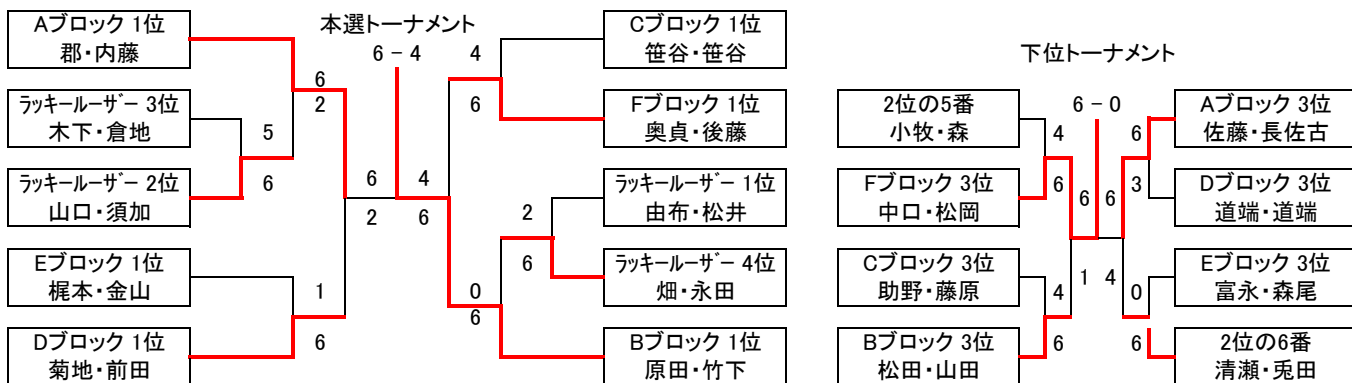 本選トーナメント
6 − 4
Aブロック 1位
郡・内藤
ラッキールーザー 3位
木下・倉地
ラッキールーザー 2位
山口・須加
Eブロック 1位
梶本・金山
Dブロック 1位
菊地・前田
5
6
6
2
1
6
6
2
4
6
4
6
2
6
0
6
Cブロック 1位
笹谷・笹谷
Fブロック 1位
奥貞・後藤
ラッキールーザー 1位
由布・松井
ラッキールーザー 4位
畑・永田
Bブロック 1位
原田・竹下
下位トーナメント
6 − 0
2位の5番
小牧・森
Fブロック 3位
中口・松岡
Cブロック 3位
助野・藤原
Bブロック 3位
松田・山田
4
6
4
6
6
1
6
4
6
3
0
6
Aブロック 3位
佐藤・長佐古
Dブロック 3位
道端・道端
Eブロック 3位
富永・森尾
2位の6番
清瀬・兎田